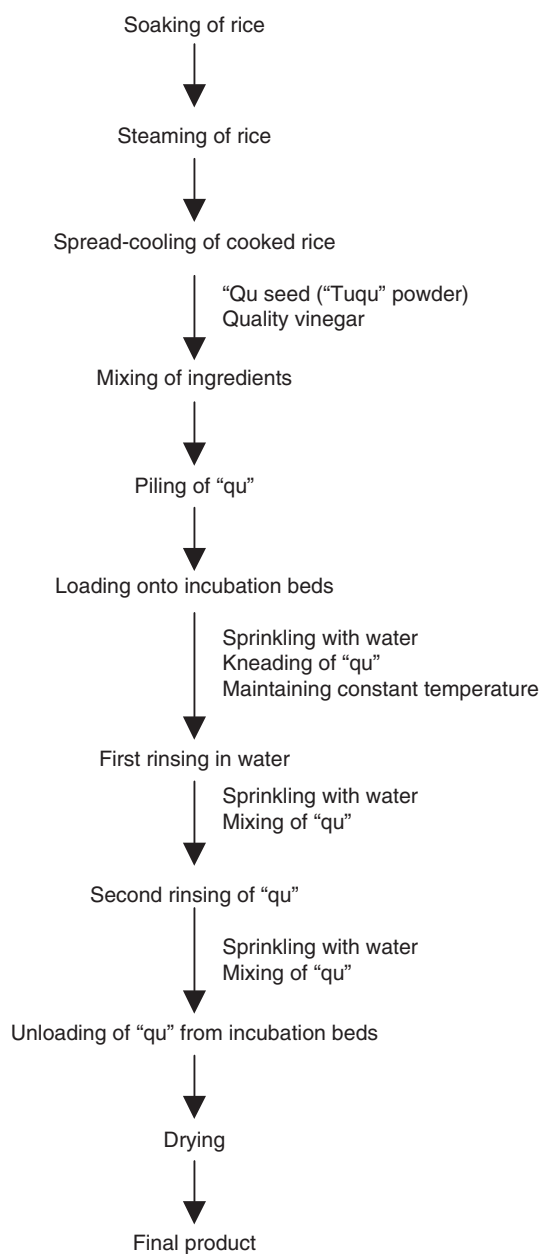 Soaking of rice
Steaming of rice
Spread-cooling of cooked rice
“Qu seed (“Tuqu” powder)
Quality vinegar
Mixing of ingredients
Piling of “qu”
Loading onto incubation beds
Sprinkling with water
Kneading of “qu”
Maintaining constant temperature
First rinsing in water
Sprinkling with water
Mixing of “qu”
Second rinsing of “qu”
Sprinkling with water
Mixing of “qu”
Unloading of “qu” from incubation beds
Drying
Final product